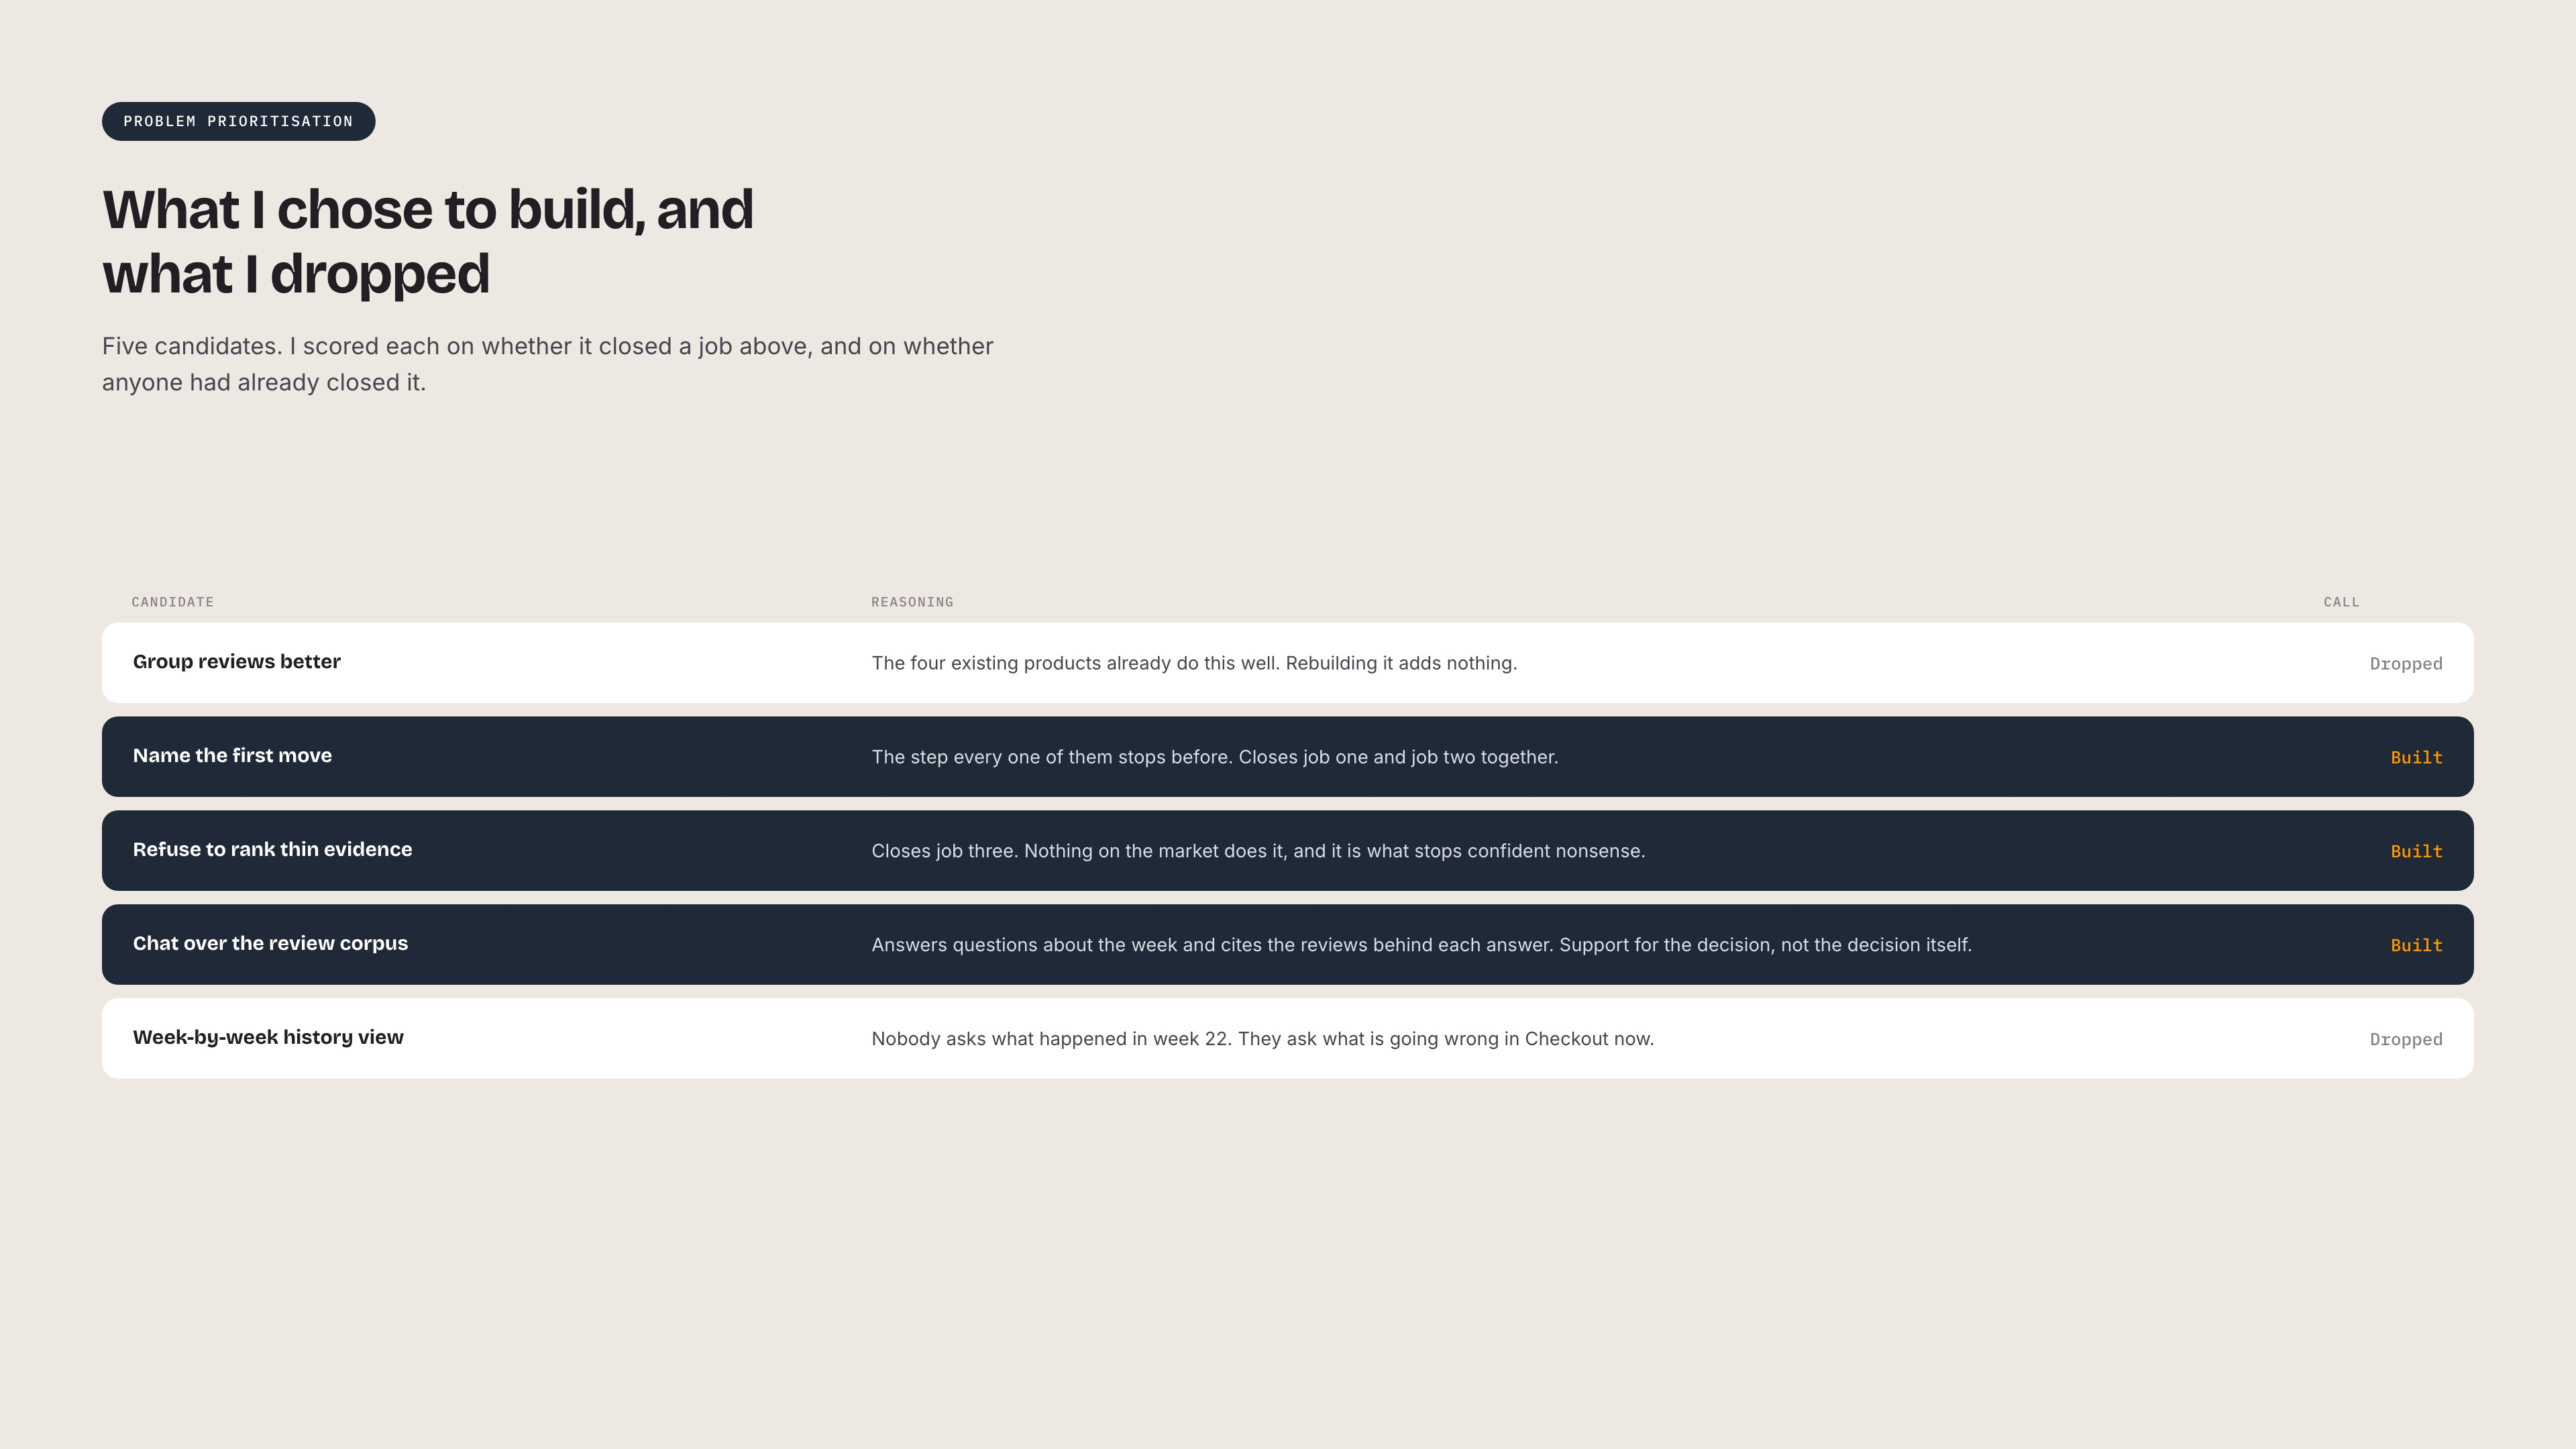 PROBLEM PRIORITISATION
What I chose to build, and
what I dropped
Five candidates. I scored each on whether it closed a job above, and on whether
anyone had already closed it.
CANDIDATE REASONING CALL
Group reviews better The four existing products already do this well. Rebuilding it adds nothing. Dropped
Name the first move The step every one of them stops before. Closes job one and job two together. Built
Refuse to rank thin evidence Closes job three. Nothing on the market does it, and it is what stops confident nonsense. Built
Chat over the review corpus Answers questions about the week and cites the reviews behind each answer. Support for the decision, not the decision itself. Built
Week-by-week history view Nobody asks what happened in week 22. They ask what is going wrong in Checkout now. Dropped